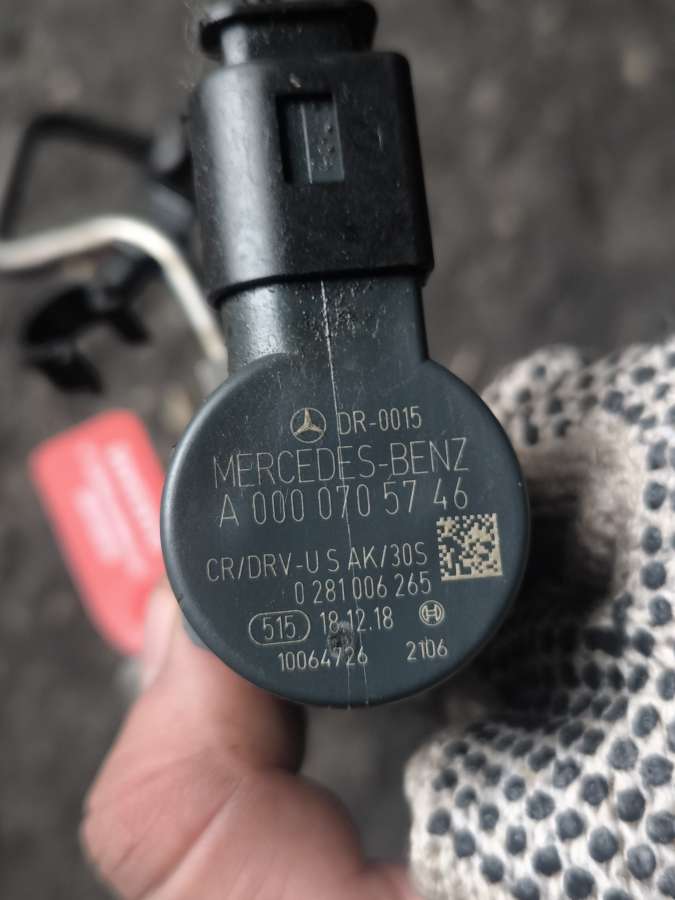 DR-0015
MERCEDES-BENZ
A 000 070 57 46
CR/DRV-U S AK/30S
0 281 006 265
515 18.12.18
10064726 2106